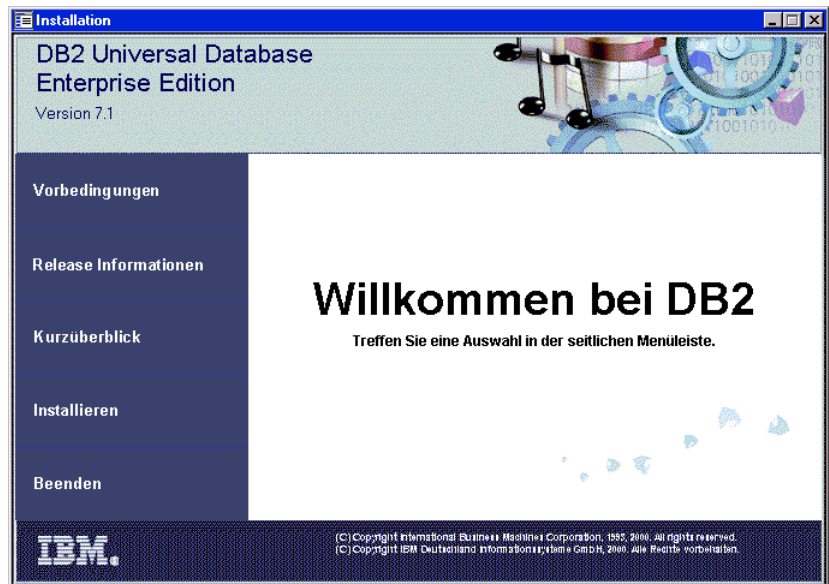 Installation
DB2 Universal Database
Enterprise Edition
Version 7.1
Vorbedingungen
Release Informationen
Kurzüberblick
Installieren
Beenden
Willkommen bei DB2
Treffen Sie eine Auswahl in der seitlichen Menüleiste.
IBM.
(C) Copyright International Business Machines Corporation, 1993, 2000. All rights reserved.
(C) Copyright IBM Deutschland Informationssysteme GmbH, 2000. Alle Rechte vorbehalten.